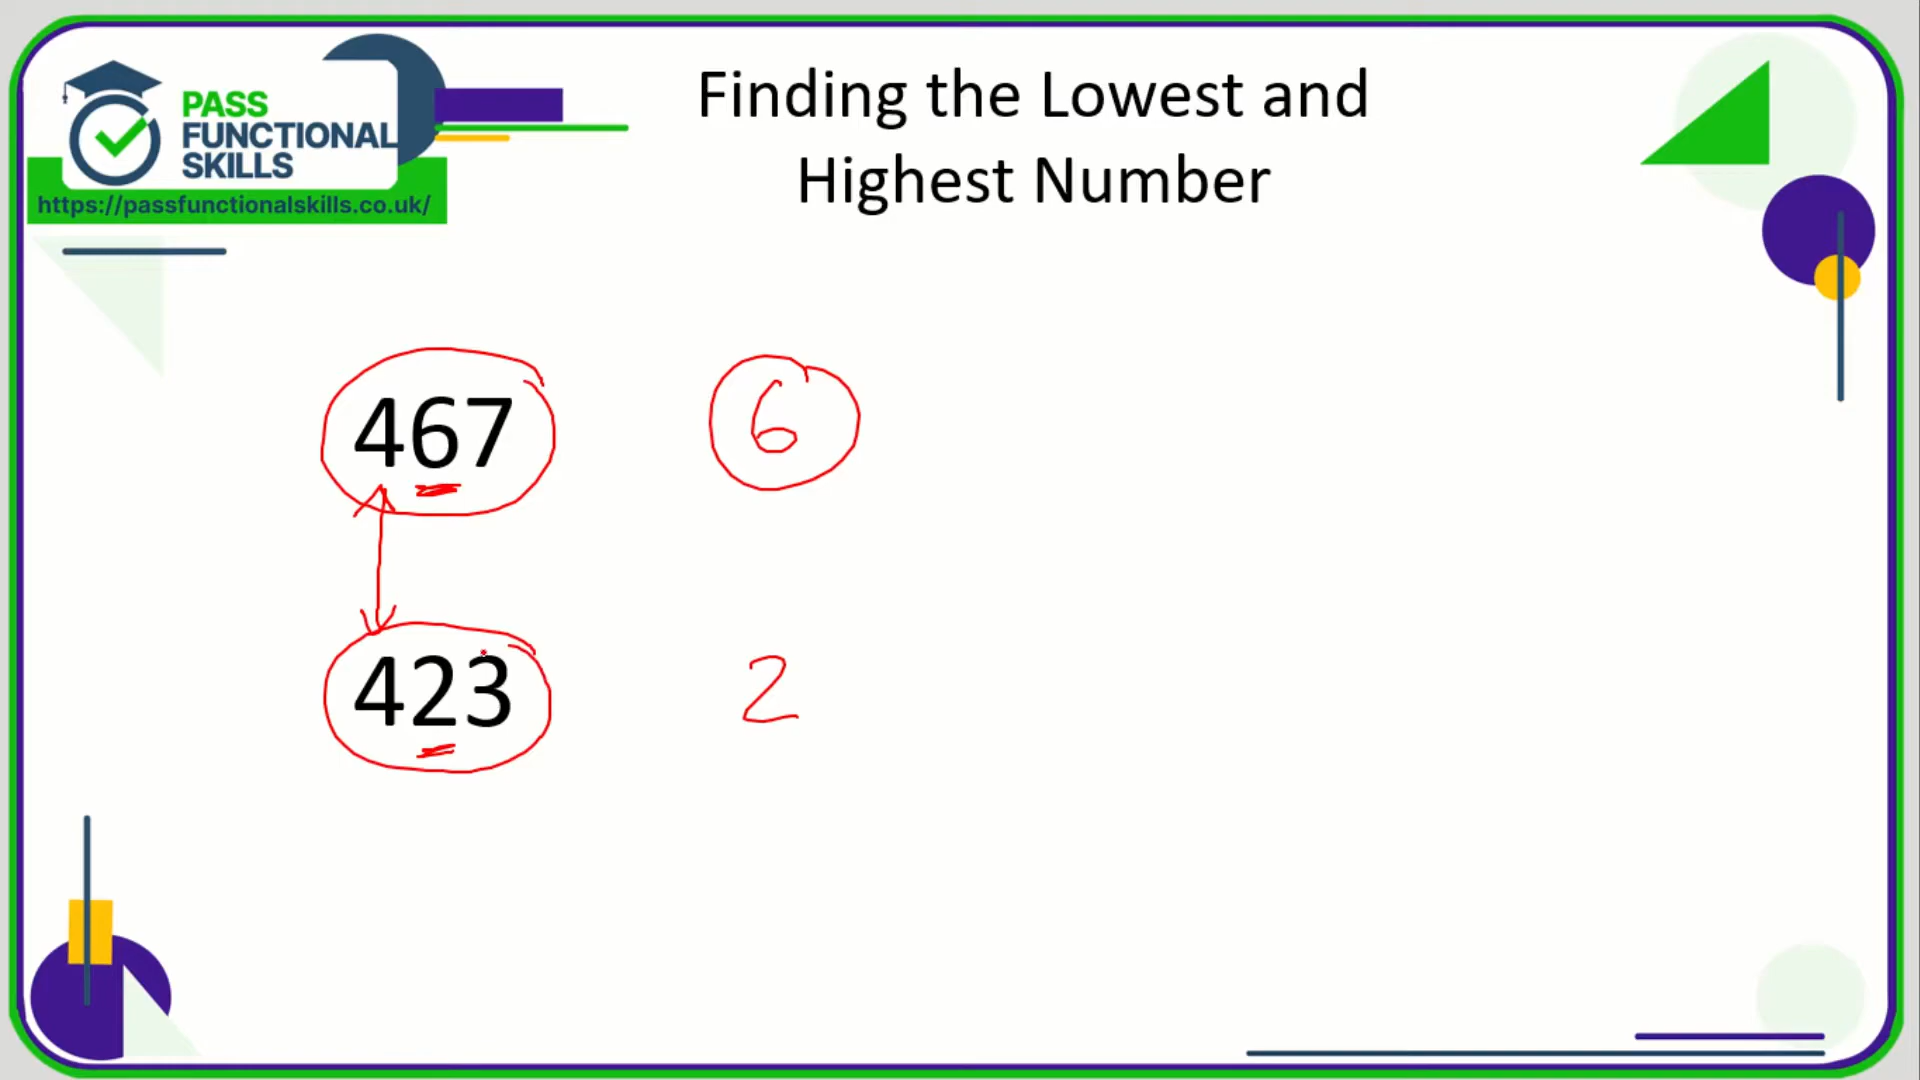 PASS
FUNCTIONAL
SKILLS
https://passfunctionalskills.co.uk/
Finding the Lowest and
Highest Number
467
6
423
2